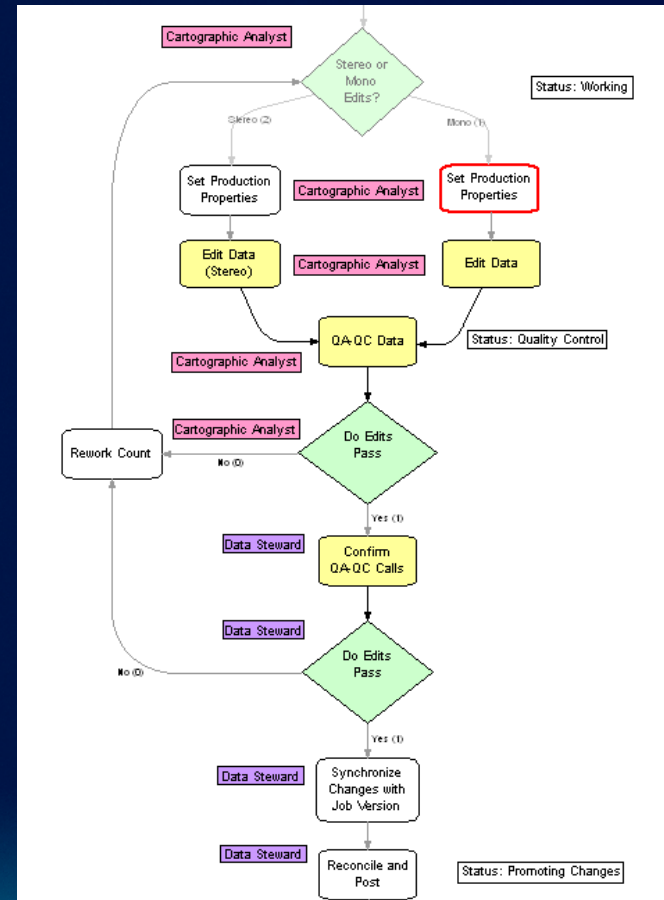 Cartographic Analyst
Stereo or
Mono
Edits?
Status: Working
Stereo (2)
Mono (1)
Set Production
Properties
Cartographic Analyst
Set Production
Properties
Edit Data
(Stereo)
Cartographic Analyst
Edit Data
QA-QC Data
Status: Quality Control
Cartographic Analyst
Cartographic Analyst
Do Edits
Pass
Rework Count
No (0)
Yes (1)
Data Steward
Confirm
QA-QC Calls
Data Steward
Do Edits
Pass
No (0)
Yes (1)
Data Steward
Synchronize
Changes with
Job Version
Data Steward
Reconcile and
Post
Status: Promoting Changes